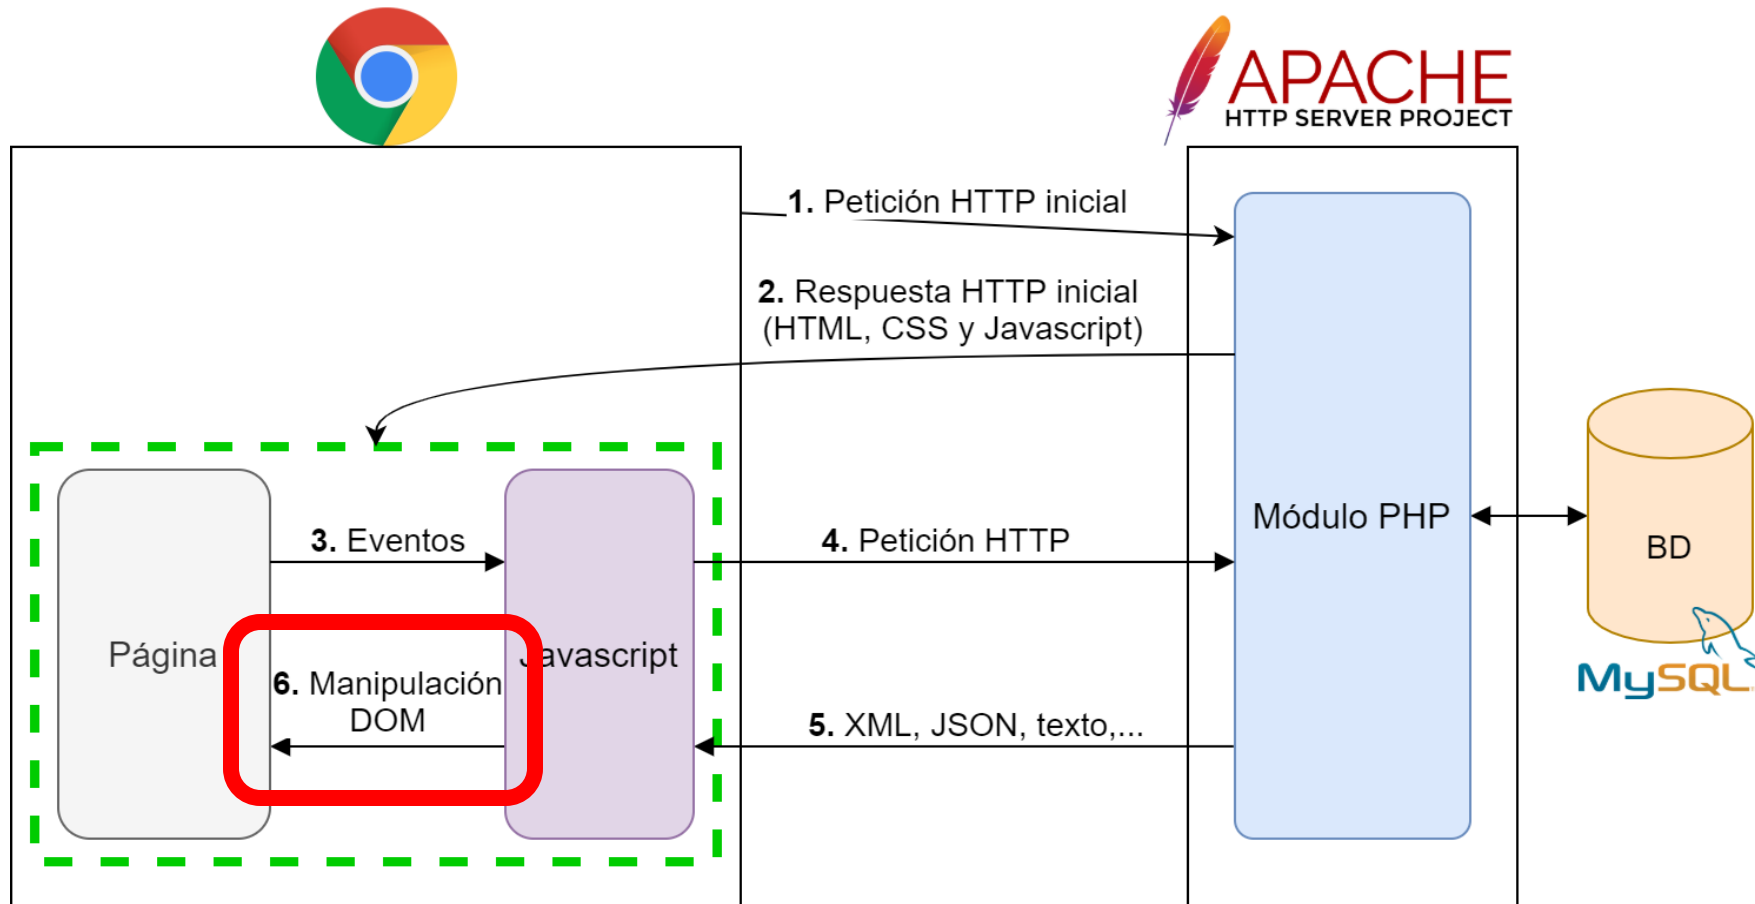 APACHE
HTTP SERVER PROJECT
1. Petición HTTP inicial
2. Respuesta HTTP inicial
(HTML, CSS y Javascript)
3. Eventos
4. Petición HTTP
Módulo PHP
BD
Página
Javascript
6. Manipulación
DOM
5. XML, JSON, texto,...
MySQL